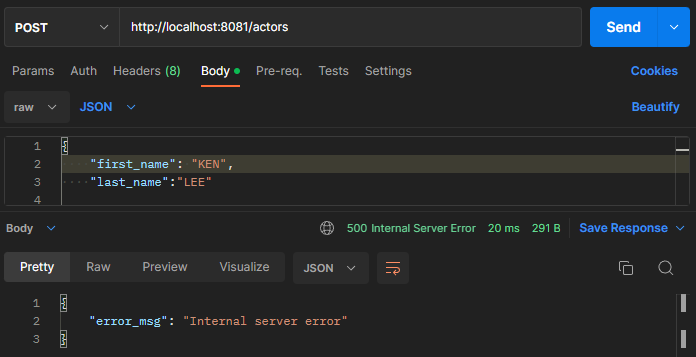 POST http://localhost:8081/actors Send
Params Auth Headers (8) Body Pre-req. Tests Settings Cookies
raw JSON Beautify
1 {
2 "first_name": "KEN",
3 "last_name":"LEE"
4
Body 500 Internal Server Error 20 ms 291 B Save Response
Pretty Raw Preview Visualize JSON
1 {
2 "error_msg": "Internal server error"
3 }